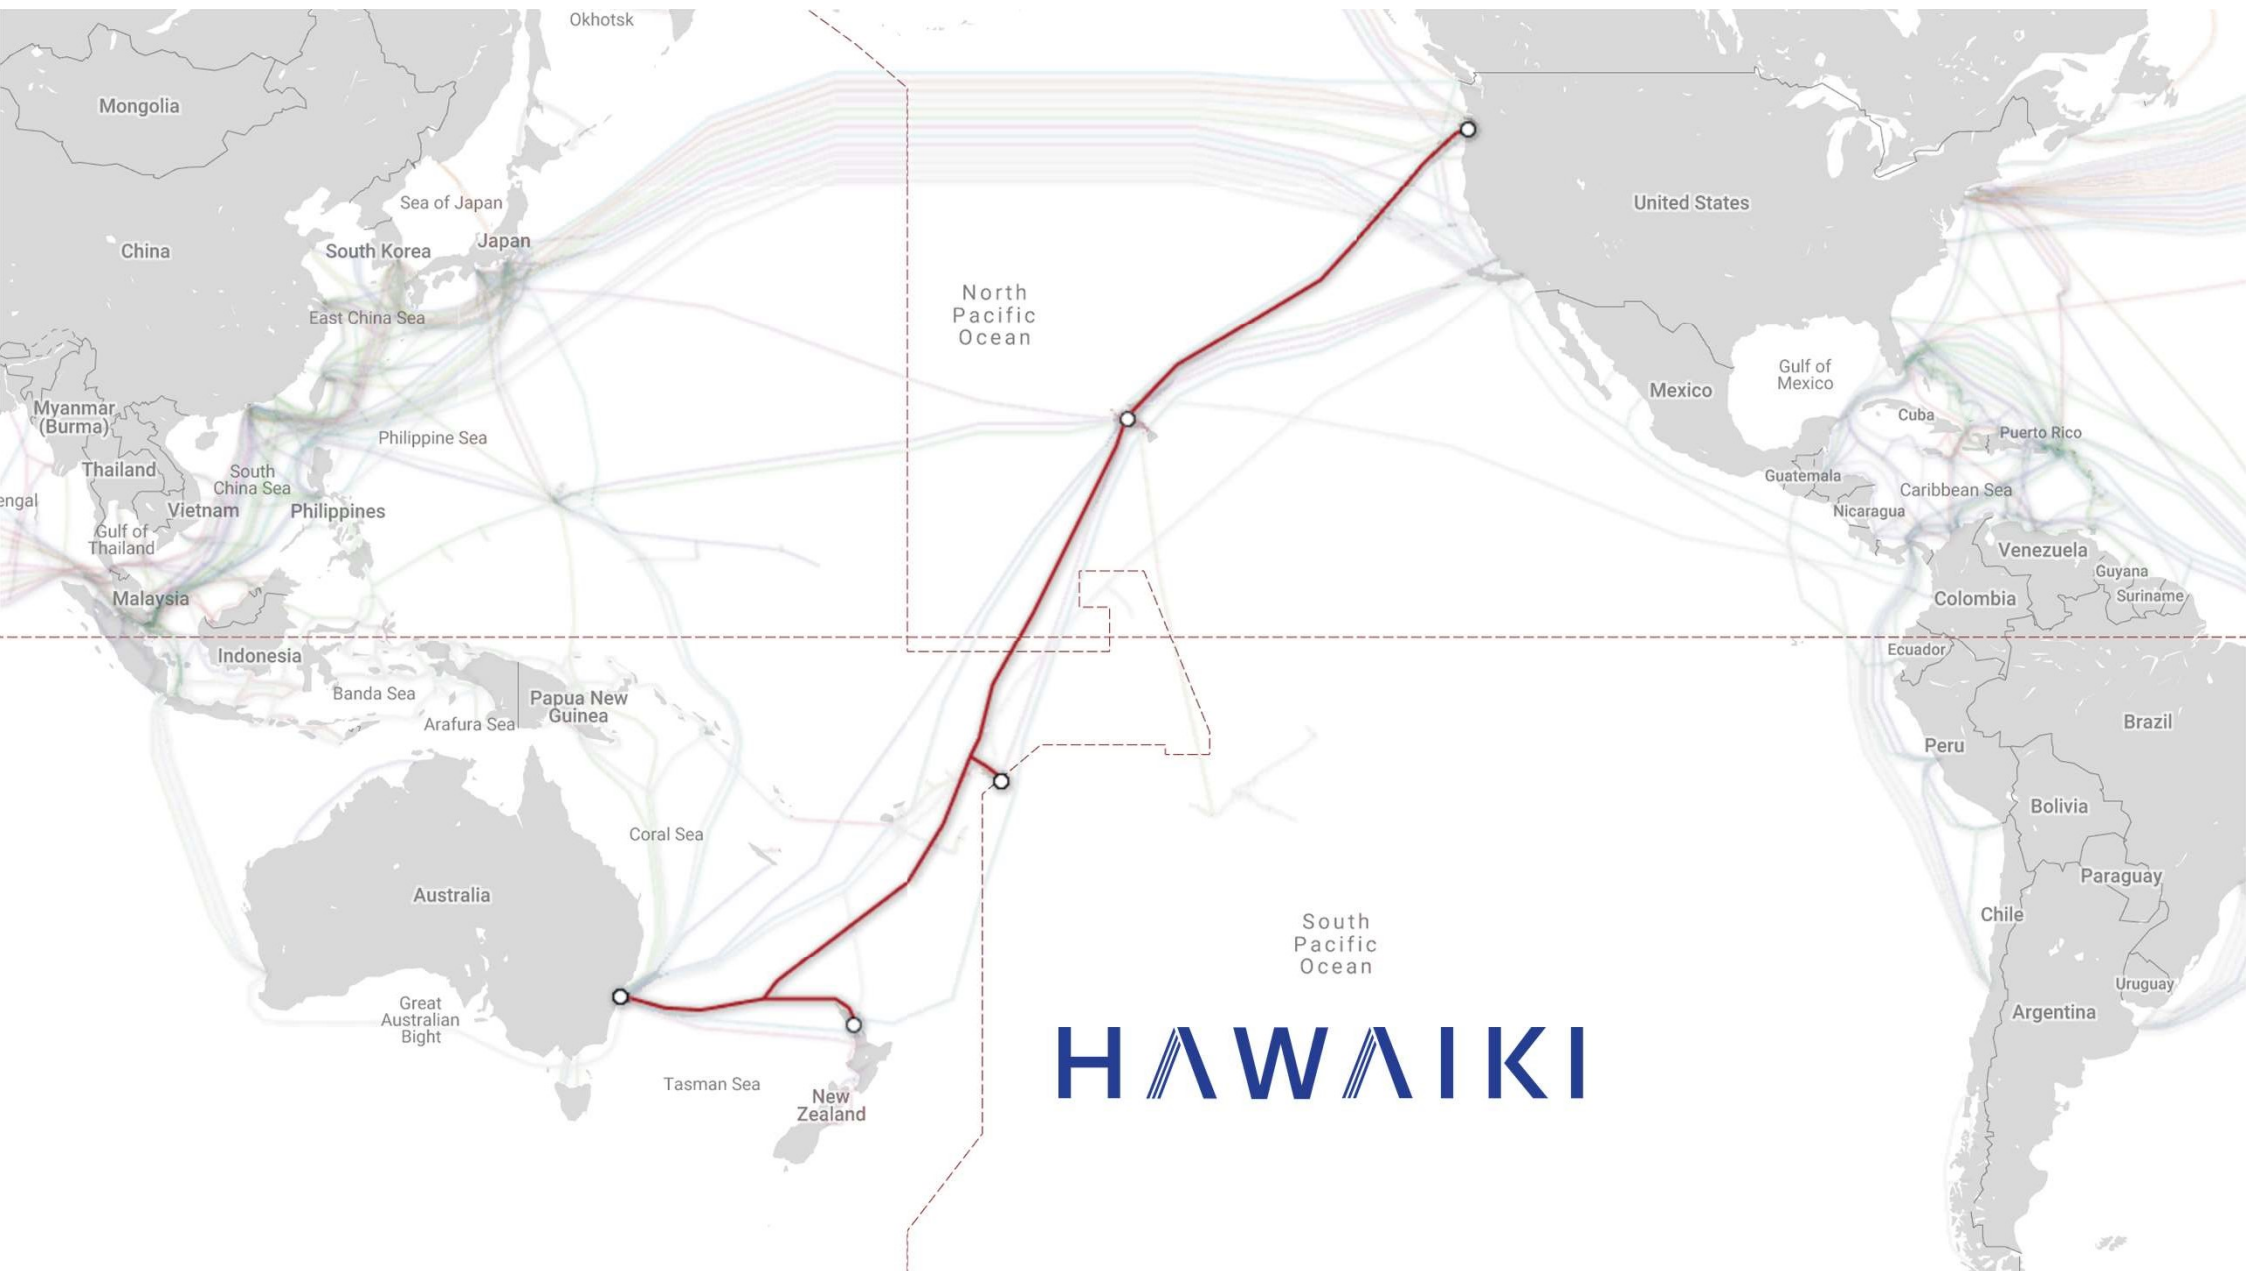 Okhotsk
Mongolia
Sea of Japan
United States
China
South Korea
Japan
North
Pacific
Ocean
East China Sea
Gulf of
Mexico
Mexico
Myanmar
(Burma)
Cuba
Philippine Sea
Puerto Rico
Thailand
South
China Sea
Guatemala
Caribbean Sea
engal
Vietnam
Philippines
Nicaragua
Gulf of
Thailand
Venezuela
Guyana
Malaysia
Colombia
Suriname
Indonesia
Ecuador
Banda Sea
Papua New
Guinea
Arafura Sea
Brazil
Peru
Coral Sea
Bolivia
Australia
Paraguay
Chile
South
Pacific
Ocean
Uruguay
Great
Australian
Bight
Argentina
HAWAIKI
Tasman Sea
New
Zealand